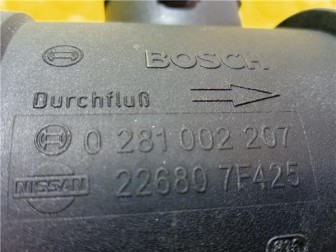 BOSCH
Durchfluß
0 281 002 207
NISSAN
22680 7F425